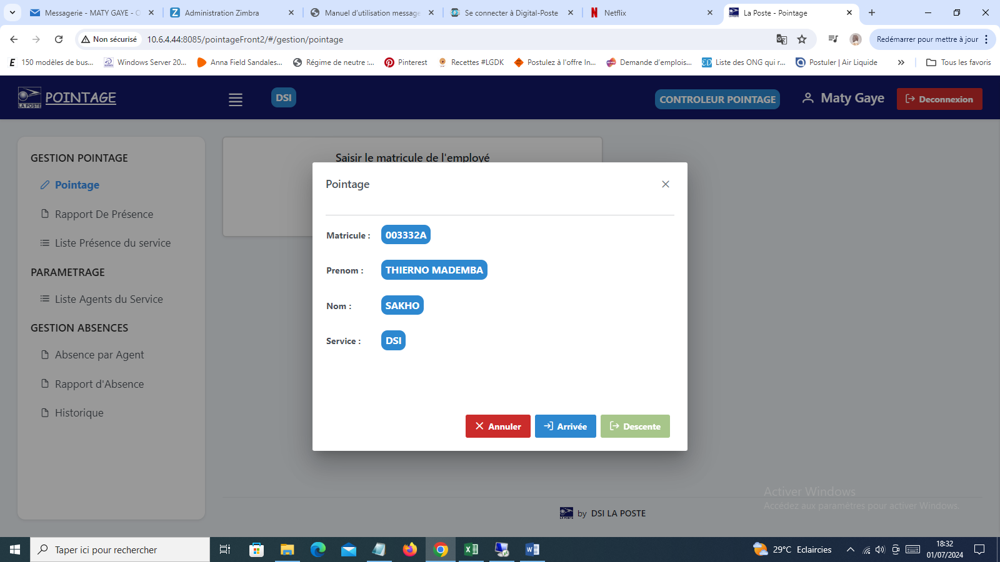 Messagerie - MATY GAYE - O
Administration Zimbra
Manuel d'utilisation message
Se connecter à Digital-Poste
Netflix
La Poste - Pointage
Non sécurisé
10.6.4.44:8085/pointageFront2/#/gestion/pointage
Redémarrer pour mettre à jour
150 modèles de bus...
Windows Server 20...
Anna Field Sandales...
Régime de neutre :...
Pinterest
Recettes #LGDK
Postulez à l'offre In...
Demande d'emplois...
Liste des ONG qui r...
Postuler | Air Liquide
Tous les favoris
LA POSTE
POINTAGE
DSI
CONTROLEUR POINTAGE
Maty Gaye
Deconnexion
GESTION POINTAGE
Pointage
Rapport De Présence
Liste Présence du service
PARAMETRAGE
Liste Agents du Service
GESTION ABSENCES
Absence par Agent
Rapport d'Absence
Historique
Saisir le matricule de l'employé
Pointage
Matricule : 003332A
Prenom : THIERNO MADEMBA
Nom : SAKHO
Service : DSI
Annuler
Arrivée
Descente
Activer Windows
Accédez aux paramètres pour activer Windows.
by DSI LA POSTE
Taper ici pour rechercher
29°C Eclaircies
18:32
01/07/2024